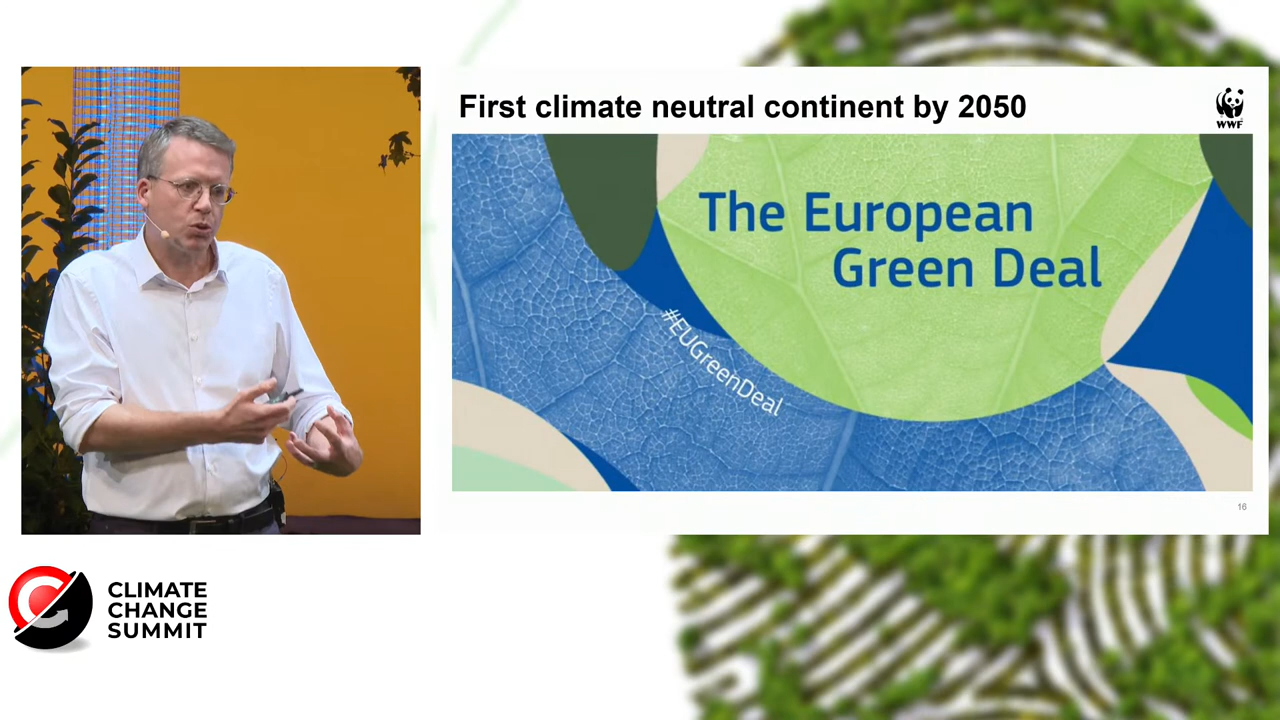 First climate neutral continent by 2050
WWF
The European
Green Deal
#EUGreenDeal
16
CLIMATE
CHANGE
SUMMIT